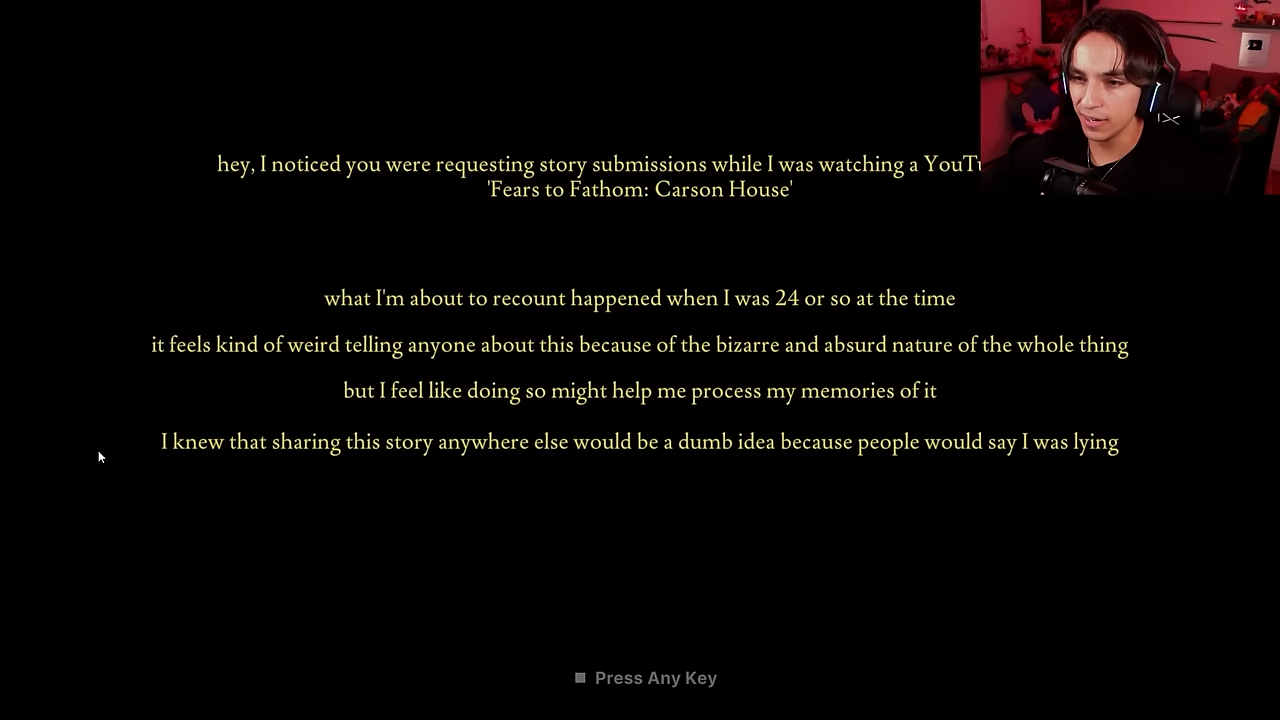 hey, I noticed you were requesting story submissions while I was watching a
'Fears to Fathom: Carson House'
what I'm about to recount happened when I was 24 or so at the time
it feels kind of weird telling anyone about this because of the bizarre and absurd nature of the whole thing
but I feel like doing so might help me process my memories of it
I knew that sharing this story anywhere else would be a dumb idea because people would say I was lying
Press Any Key